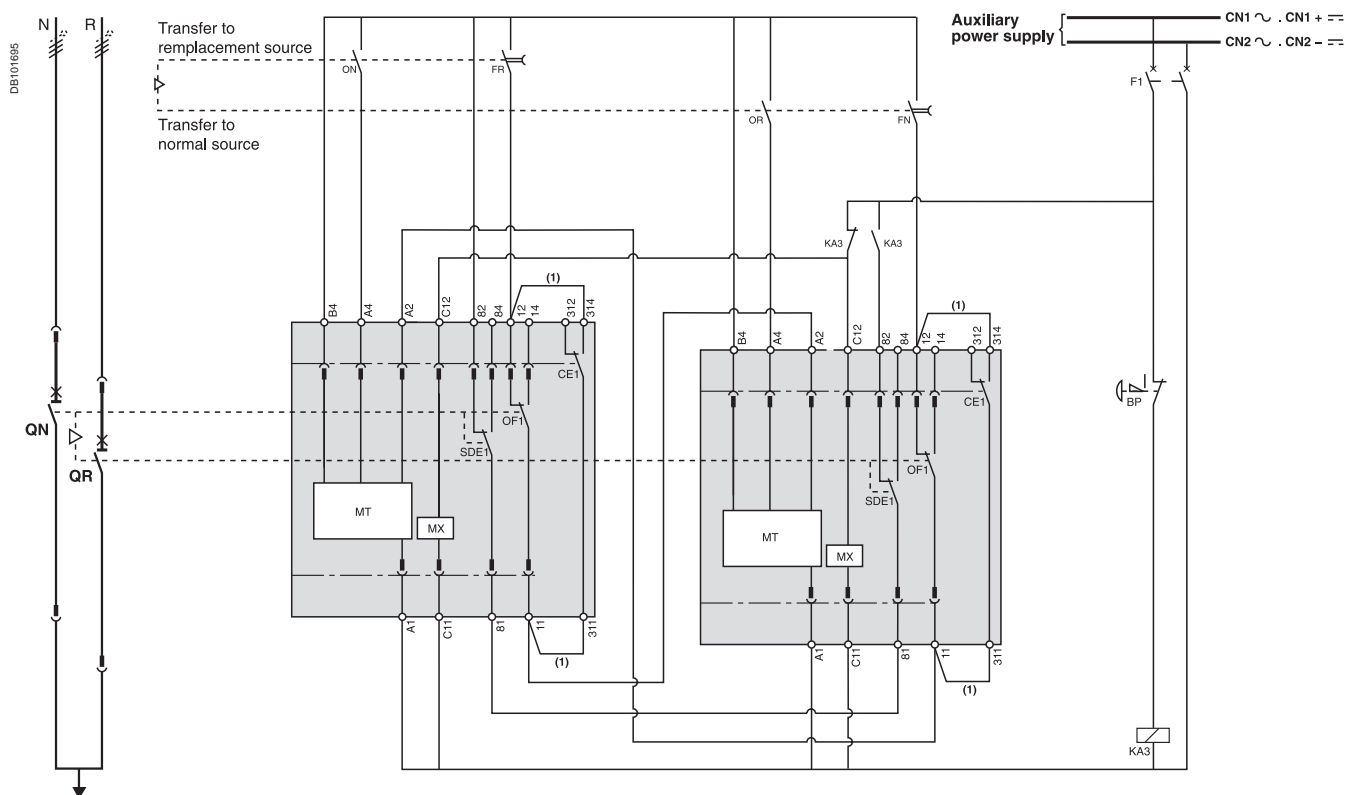 DB101695
N
R
Transfer to
remplacement source
Transfer to
normal source
ON
FR
OR
FN
Auxiliary
power supply
CN1 ∿ . CN1 + ⎓
CN2 ∿ . CN2 – ⎓
F1
KA3
KA3
(1)
B4
A4
A2
C12
82
84
12
14
312
314
CE1
OF1
SDE1
MT
MX
A1
C11
81
11
311
(1)
QN
QR
(1)
B4
A4
A2
C12
82
84
12
14
312
314
CE1
OF1
SDE1
MT
MX
A1
C11
81
11
311
(1)
BP
KA3